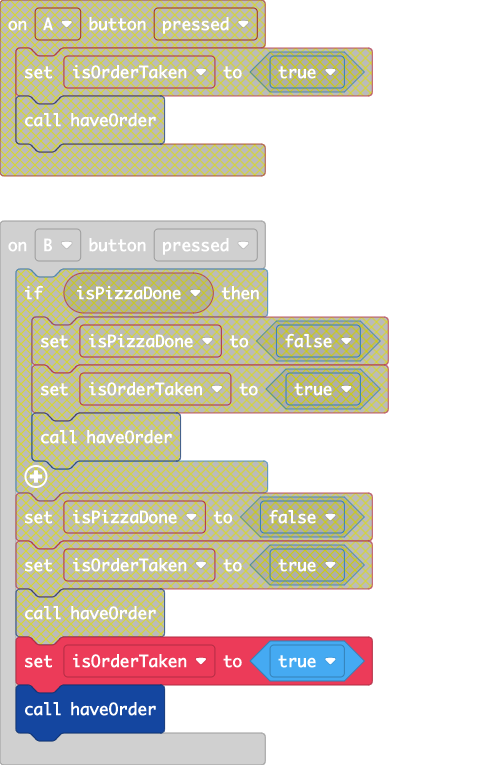 on A button pressed
set isOrderTaken to true
call haveOrder
on B button pressed
if isPizzaDone then
set isPizzaDone to false
set isOrderTaken to true
call haveOrder
set isPizzaDone to false
set isOrderTaken to true
call haveOrder
set isOrderTaken to true
call haveOrder